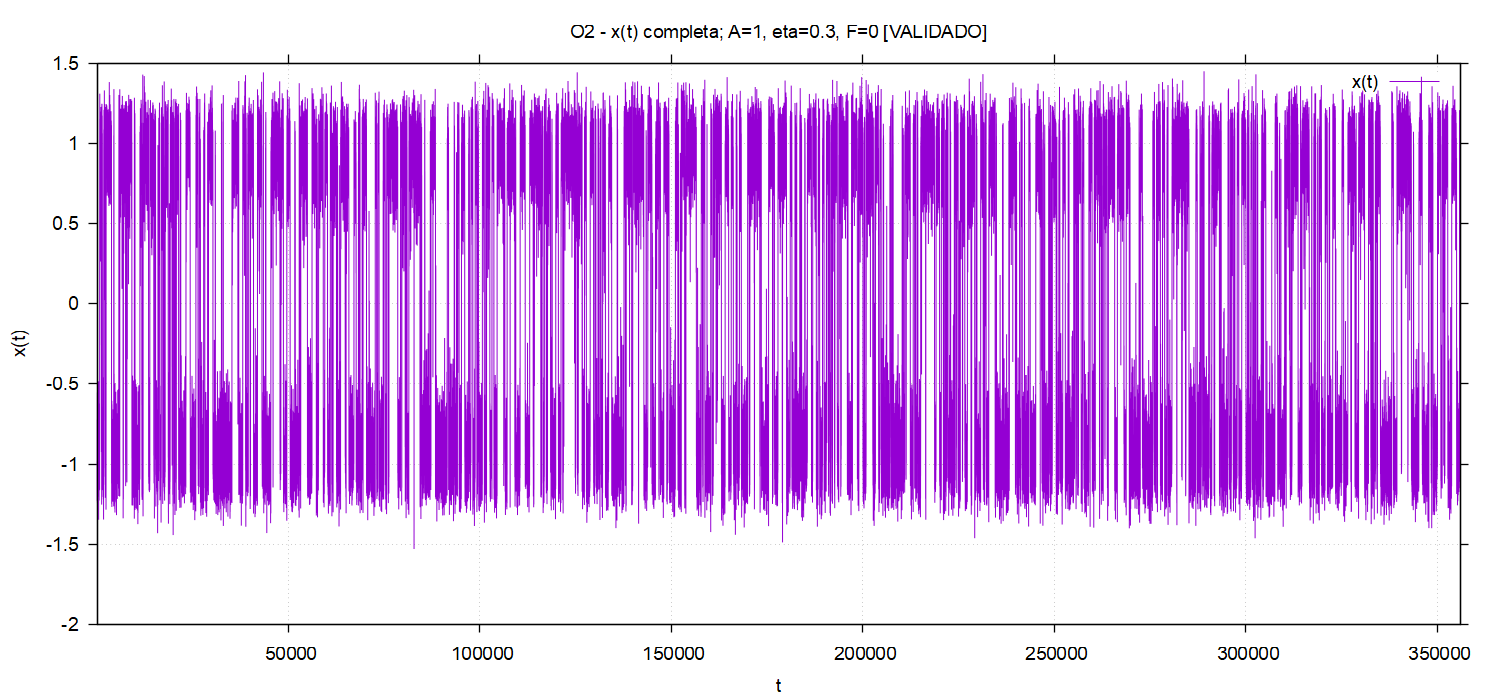 O2 - x(t) completa; A=1, eta=0.3, F=0 [VALIDADO]
x(t)
1.5
1
0.5
0
-0.5
-1
-1.5
-2
x(t)
50000 100000 150000 200000 250000 300000 350000
t